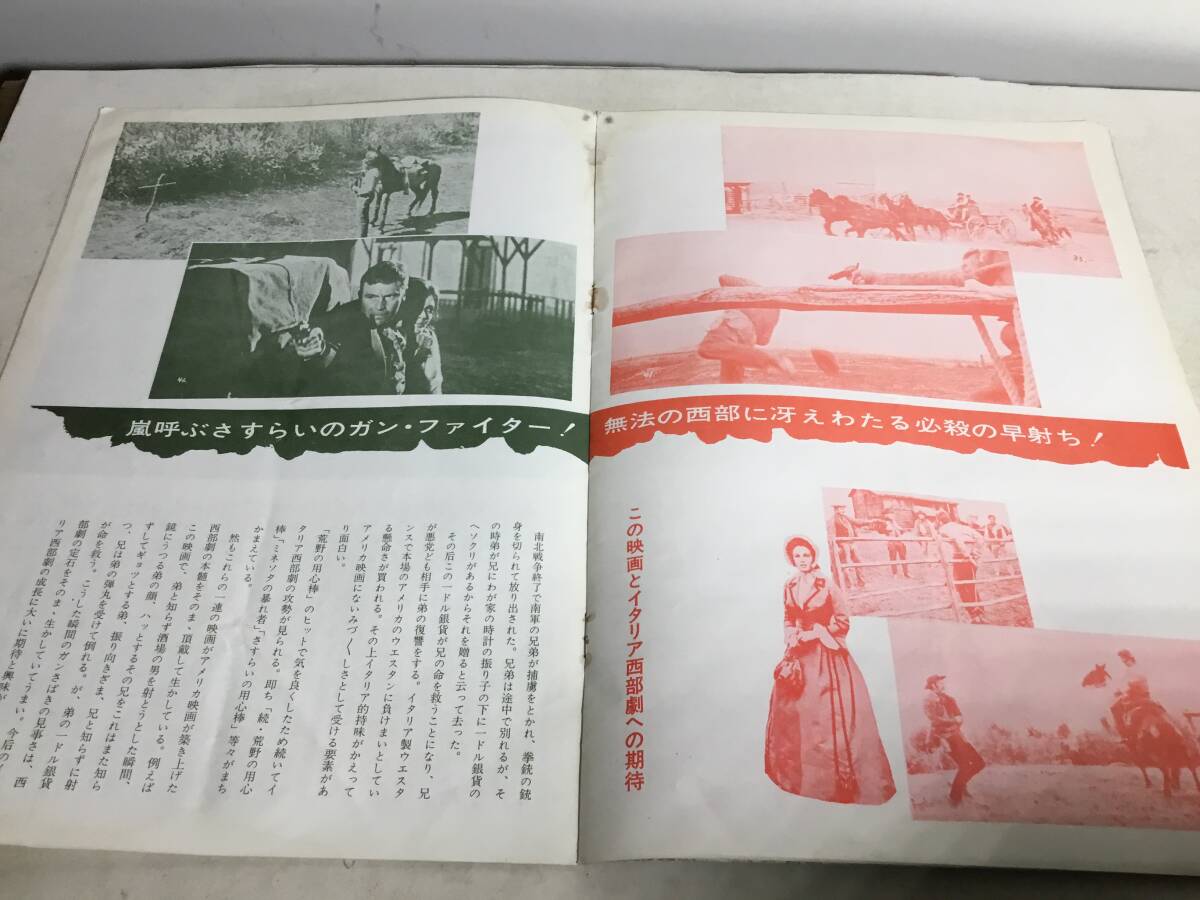 嵐呼ぶさすらいのガン・ファイター!
無法の西部に冴えわたる必殺の早射ち!
この映画とイタリア西部劇への期待
南北戦争終了で南軍の兄弟が捕虜をとかれ、拳銃の銃
身を切られて放り出された。兄弟は途中で別れるが、そ
の時弟が兄にわが家の時計の振り子の下に一ドル銀貨の
ヘソクリがあるからそれを贈ると云って去った。
その后この一ドル銀貨が兄の命を救うことになり、兄
が悪党ども相手に弟の復讐をする。イタリア製ウエスタ
ンスで本場のアメリカのウエスタンに負けまいとしてい
る懸命さが買われる。その上イタリア的持味がかえって
アメリカ映画にないみづ〱しさとして受ける要素があ
り面白い。
「荒野の用心棒」のヒットで気を良くしたため続いてイ
タリア西部劇の攻勢が見られる。即ち「続・荒野の用心
棒」「ミネソタの暴れ者」「さすらいの用心棒」等々がまち
かまえている。
然もこれらの一連の映画がアメリカ映画が築き上げた
西部劇の本髄をそのまゝ頂戴して生かしている。例えば
この映画で、弟と知らず酒場の男を射とうとした瞬間、
鏡にうつる弟の顔、ハッとするその兄をこれはまた知ら
ずしてギョッとする弟、振り向きざま、兄と知らずに射
つ、兄は弟の弾丸を受けて倒れる。が、弟の一ドル銀貨
が命を救う。こうした瞬間のガンさばきの見事さは、西
部劇の定石をそのまゝ生かしていてうまい。今后のイ
リア西部劇の成長に大いに期待と興味が
42
41.
33.